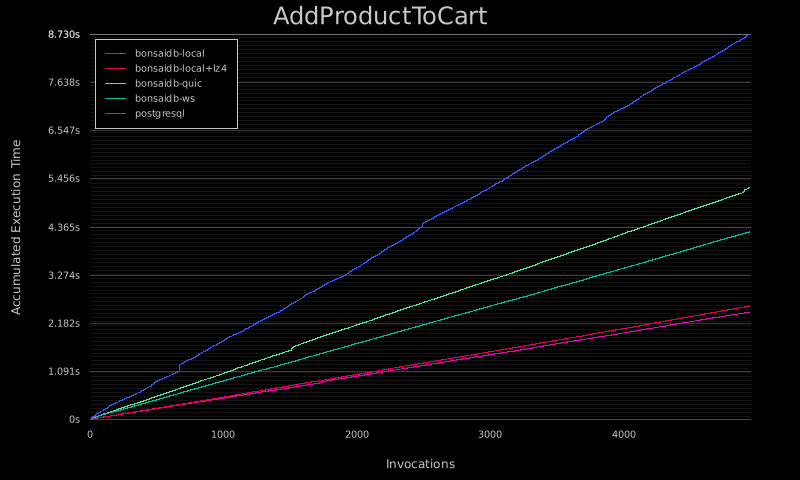 AddProductToCart
8.730s
7.638s
6.547s
5.456s
4.365s
3.274s
2.182s
1.091s
0s
Accumulated Execution Time
bonsaidb-local
bonsaidb-local+lz4
bonsaidb-quic
bonsaidb-ws
postgresql
0
1000
2000
3000
4000
Invocations